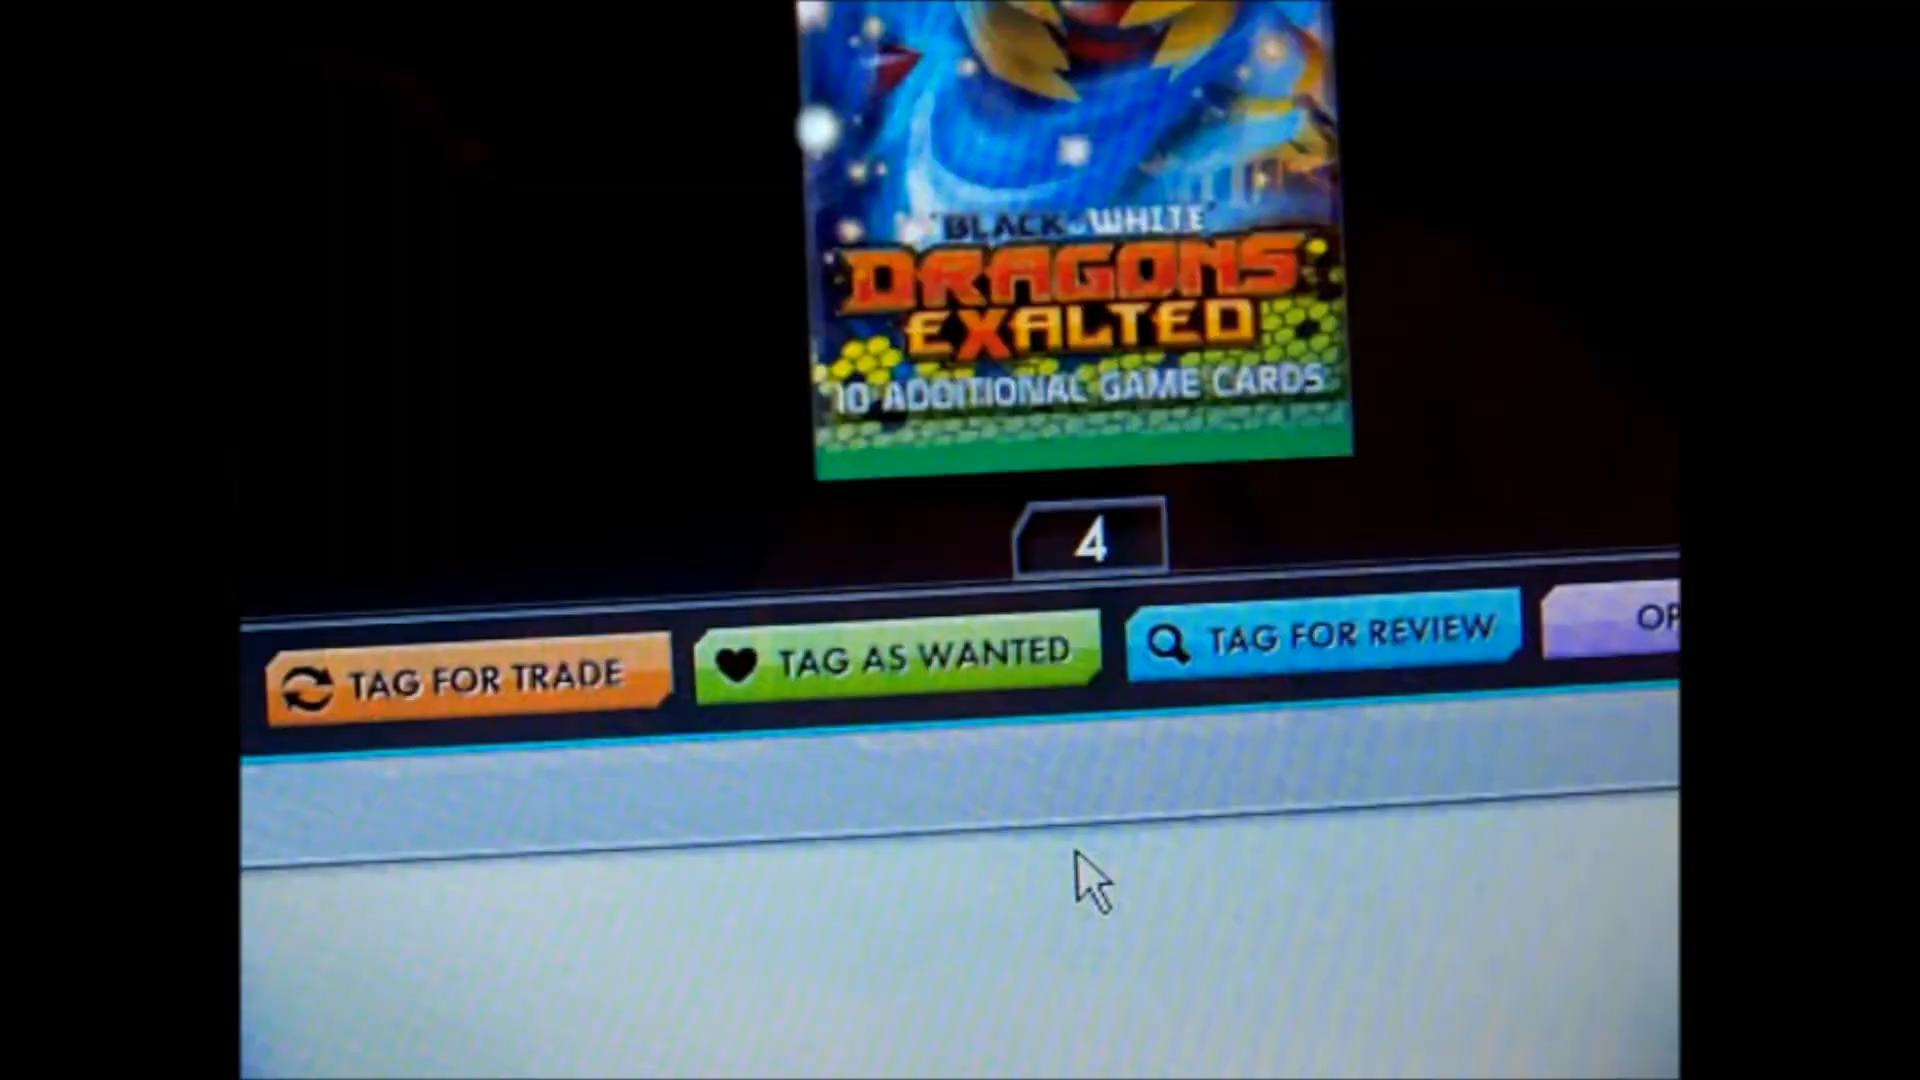 BLACK & WHITE
DRAGONS
EXALTED
10 ADDITIONAL GAME CARDS
4
TAG FOR TRADE
TAG AS WANTED
TAG FOR REVIEW